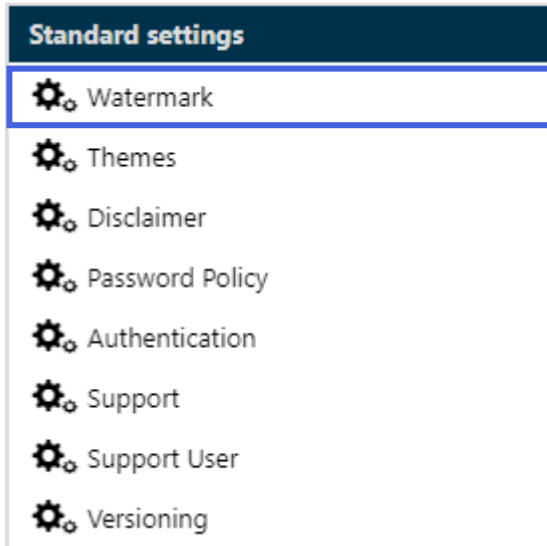 Standard settings
Watermark
Themes
Disclaimer
Password Policy
Authentication
Support
Support User
Versioning